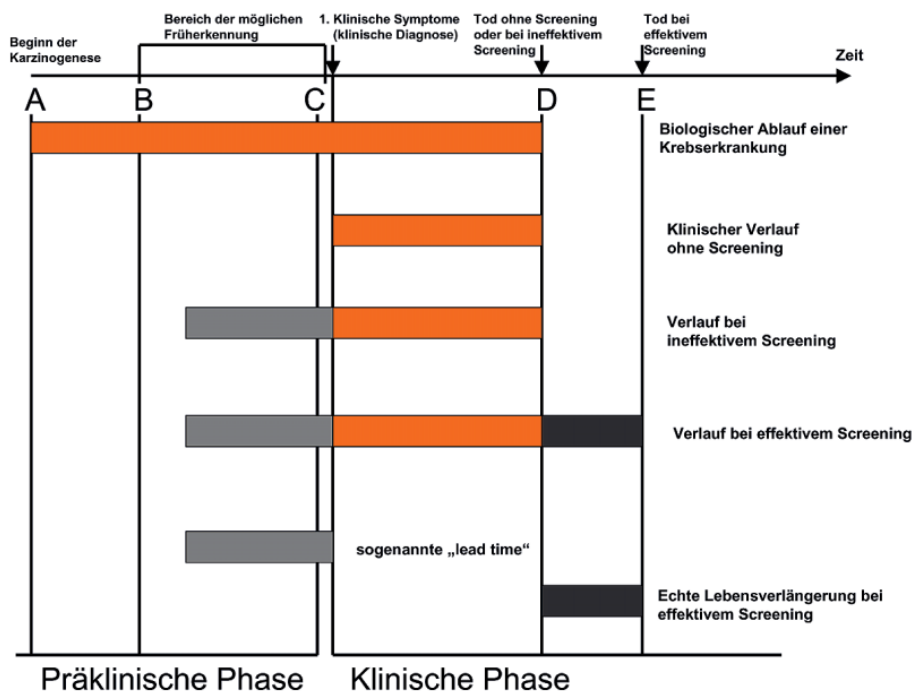 Beginn der
Karzinogenese
Bereich der möglichen
Früherkennung
1. Klinische Symptome
(klinische Diagnose)
Tod ohne Screening
oder bei ineffektivem
Screening
Tod bei
effektivem
Screening
Zeit
A
B
C
D
E
Biologischer Ablauf einer
Krebserkrankung
Klinischer Verlauf
ohne Screening
Verlauf bei
ineffektivem Screening
Verlauf bei effektivem Screening
sogenannte „lead time“
Echte Lebensverlängerung bei
effektivem Screening
Präklinische Phase
Klinische Phase